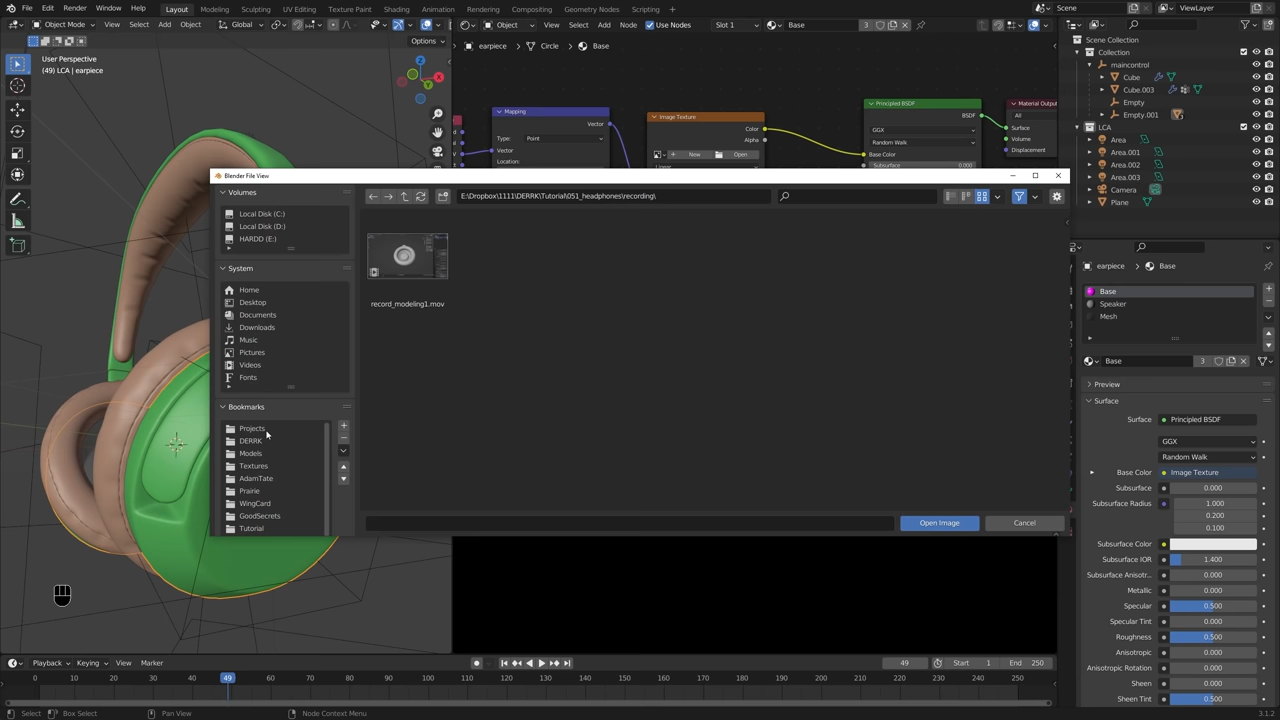 File Edit Render Window Help Layout Modeling Sculpting UV Editing Texture Paint Shading Animation Rendering Compositing Geometry Nodes Scripting + Scene ViewLayer
Object Mode View Select Add Object Global
Object View Select Add Node Use Nodes Slot 1 Base 3
Options
User Perspective
(49) LCA | earpiece
earpiece > Circle > Base
Scene Collection
Collection
maincontrol
Cube
Cube.003
Empty
Empty.001
LCA
Area
Area.001
Area.002
Area.003
Camera
Plane
Mapping
Vector
Type: Point
Vector
Location:
Image Texture
Color
Alpha
New Open
Linear
Principled BSDF
BSDF
GGX
Random Walk
Base Color
Subsurface 0.000
Material Output
All
Surface
Volume
Displacement
Blender File View
Volumes
Local Disk (C:)
Local Disk (D:)
HARDD (E:)
System
Home
Desktop
Documents
Downloads
Music
Pictures
Videos
Fonts
Bookmarks
Projects
DERRK
Models
Textures
AdamTate
Prairie
WingCard
GoodSecrets
Tutorial
E:\Dropbox\1111\DERRK\Tutorial\051_headphones\recording\
record_modeling1.mov
Open Image Cancel
earpiece > Base
Base
Speaker
Mesh
Base 3
Preview
Surface
Surface Principled BSDF
GGX
Random Walk
Base Color Image Texture
Subsurface 0.000
Subsurface Radius 1.000
0.200
0.100
Subsurface Color
Subsurface IOR 1.400
Subsurface Anisotr... 0.000
Metallic 0.000
Specular 0.500
Specular Tint 0.000
Roughness 0.500
Anisotropic 0.000
Anisotropic Rotation 0.000
Sheen 0.000
Sheen Tint 0.500
Playback Keying View Marker 49 Start 1 End 250
0 10 20 30 40 49 60 70 80 90 100 110 120 130 140 150 160 170 180 190 200 210 220 230 240 250
Select Box Select Pan View Node Context Menu 3.1.2